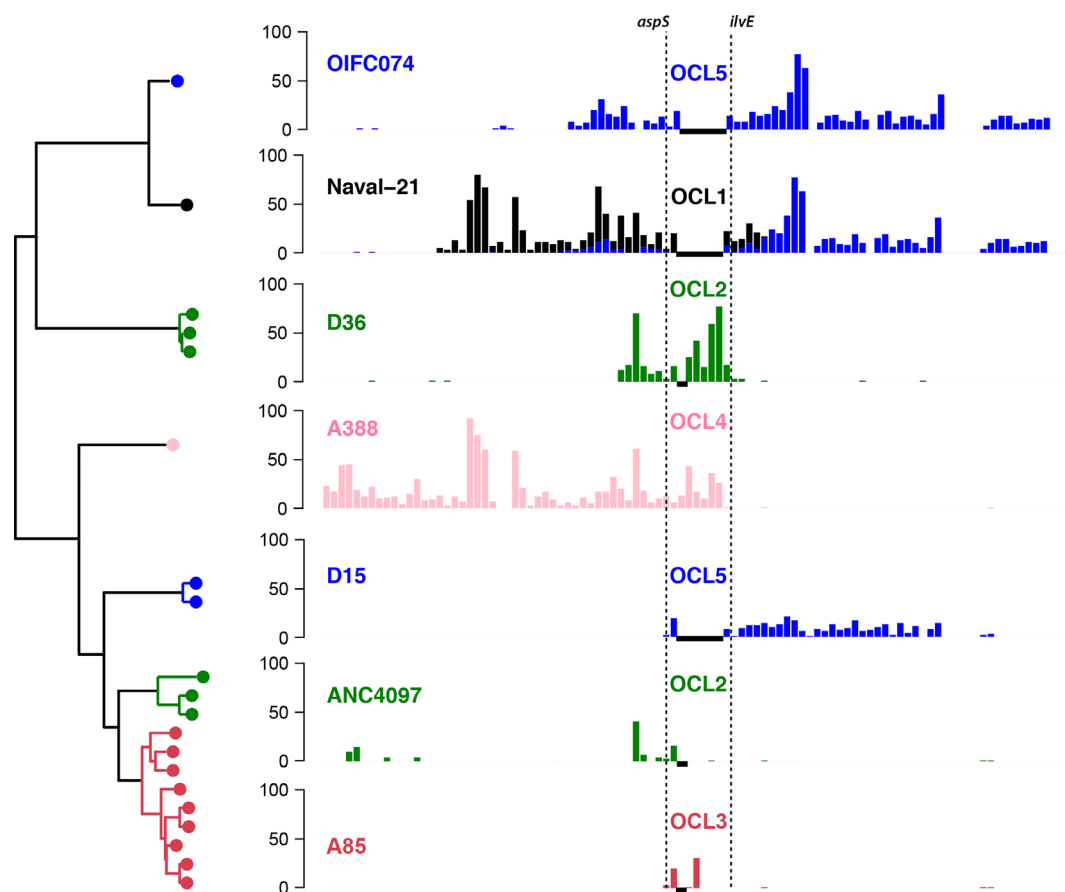 aspS ilvE
100
OIFC074 OCL5
50
0
100
Naval−21 OCL1
50
0
100
OCL2
D36
50
0
100
A388 OCL4
50
0
100
D15 OCL5
50
0
100
ANC4097 OCL2
50
0
100
OCL3
50
A85
0